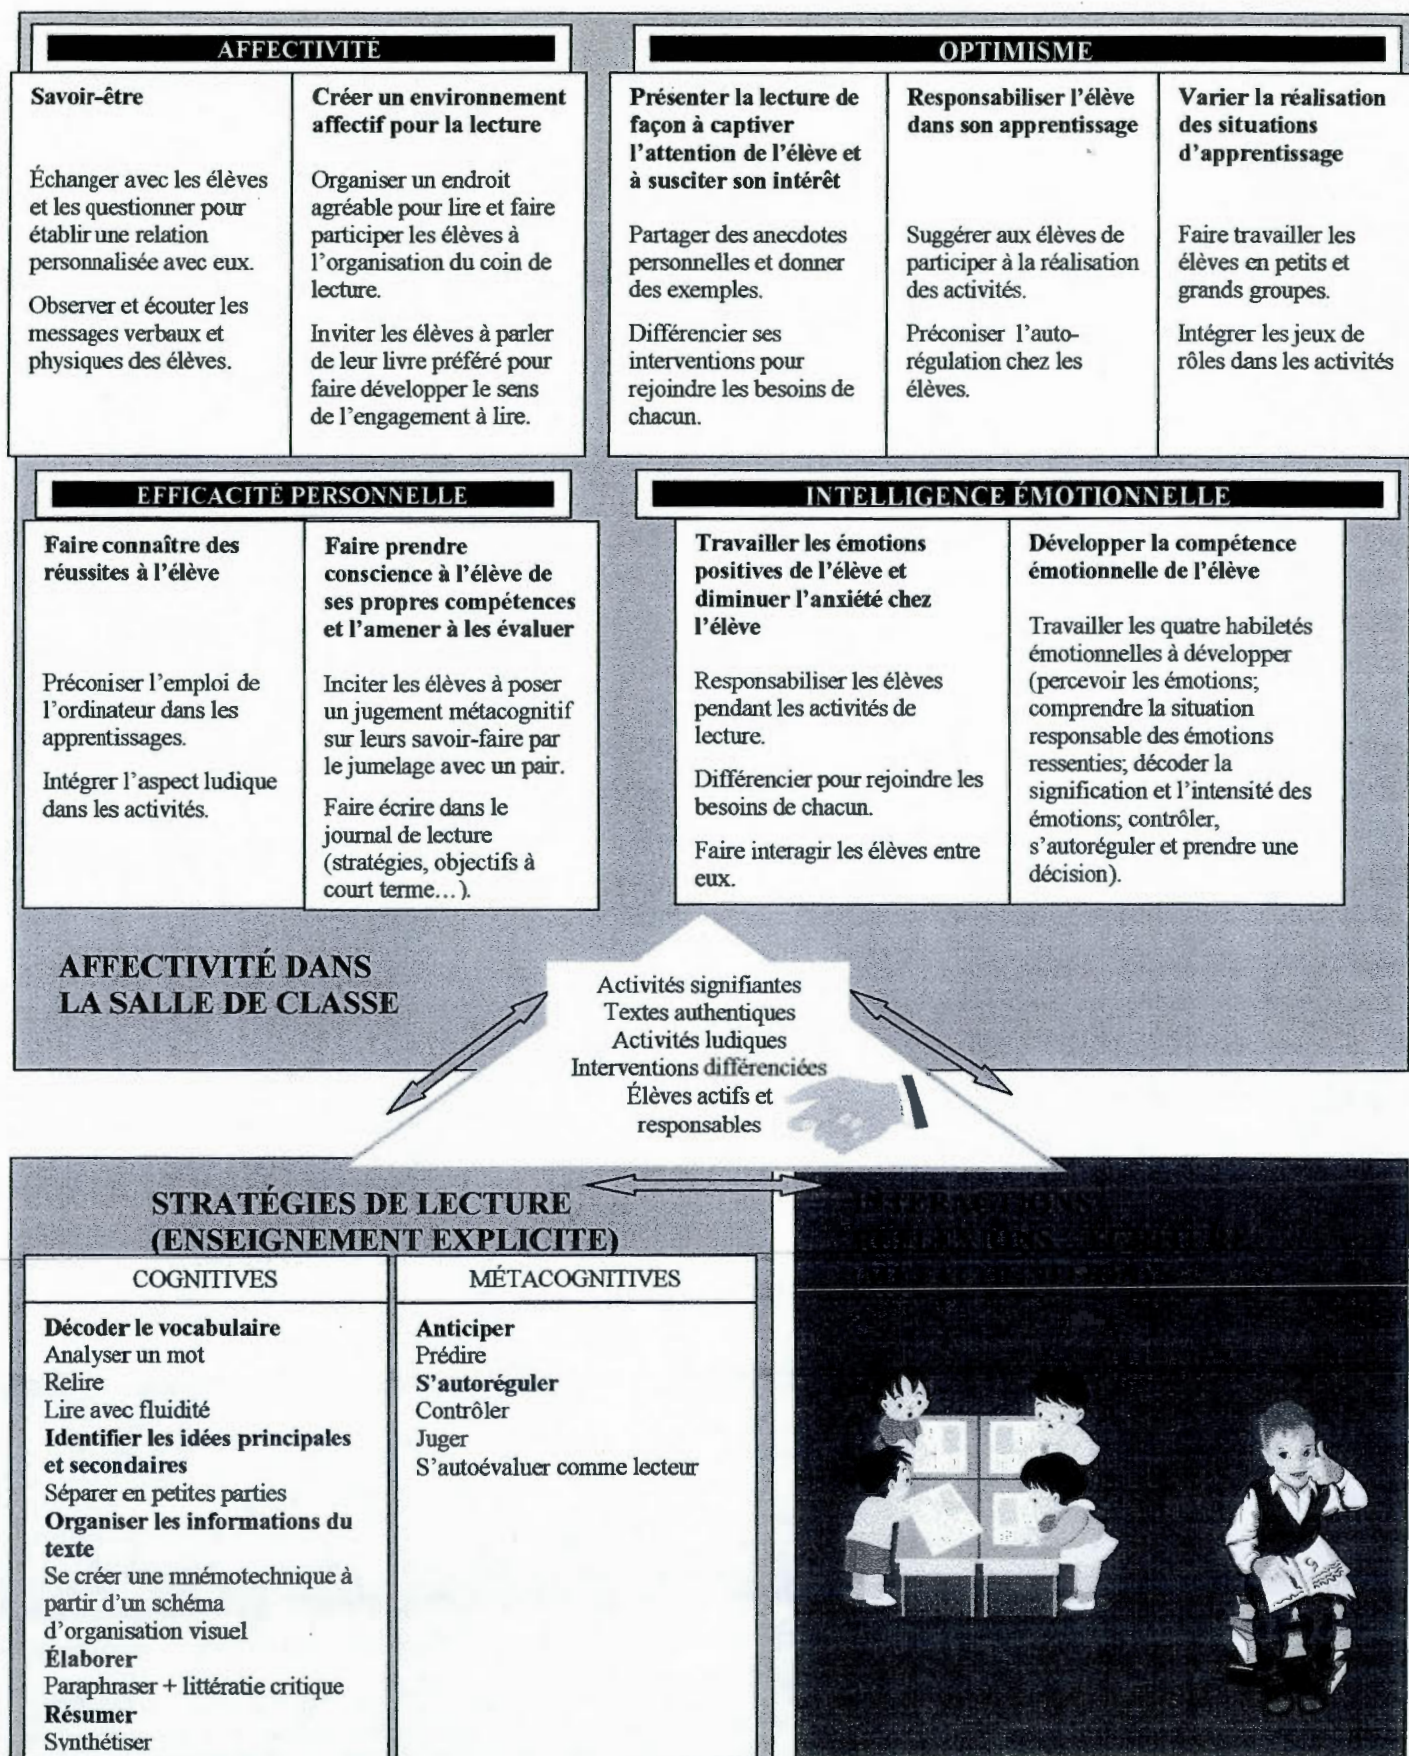 AFFECTIVITÉ
Savoir-être
Échanger avec les élèves
et les questionner pour
établir une relation
personnalisée avec eux.
Observer et écouter les
messages verbaux et
physiques des élèves.
Créer un environnement
affectif pour la lecture
Organiser un endroit
agréable pour lire et faire
participer les élèves à
l'organisation du coin de
lecture.
Inviter les élèves à parler
de leur livre préféré pour
faire développer le sens
de l'engagement à lire.
OPTIMISME
Présenter la lecture de
façon à captiver
l'attention de l'élève et
à susciter son intérêt
Partager des anecdotes
personnelles et donner
des exemples.
Différencier ses
interventions pour
rejoindre les besoins de
chacun.
Responsabiliser l'élève
dans son apprentissage
Suggérer aux élèves de
participer à la réalisation
des activités.
Préconiser l'auto-
régulation chez les
élèves.
Varier la réalisation
des situations
d'apprentissage
Faire travailler les
élèves en petits et
grands groupes.
Intégrer les jeux de
rôles dans les activités
EFFICACITÉ PERSONNELLE
Faire connaître des
réussites à l'élève
Préconiser l'emploi de
l'ordinateur dans les
apprentissages.
Intégrer l'aspect ludique
dans les activités.
Faire prendre
conscience à l'élève de
ses propres compétences
et l'amener à les évaluer
Inciter les élèves à poser
un jugement métacognitif
sur leurs savoir-faire par
le jumelage avec un pair.
Faire écrire dans le
journal de lecture
(stratégies, objectifs à
court terme…).
INTELLIGENCE ÉMOTIONNELLE
Travailler les émotions
positives de l'élève et
diminuer l'anxiété chez
l'élève
Responsabiliser les élèves
pendant les activités de
lecture.
Différencier pour rejoindre les
besoins de chacun.
Faire interagir les élèves entre
eux.
Développer la compétence
émotionnelle de l'élève
Travailler les quatre habiletés
émotionnelles à développer
(percevoir les émotions;
comprendre la situation
responsable des émotions
ressenties; décoder la
signification et l'intensité des
émotions; contrôler,
s'autoréguler et prendre une
décision).
AFFECTIVITÉ DANS
LA SALLE DE CLASSE
Activités signifiantes
Textes authentiques
Activités ludiques
Interventions différenciées
Élèves actifs et
responsables
STRATÉGIES DE LECTURE
(ENSEIGNEMENT EXPLICITE)
COGNITIVES
Décoder le vocabulaire
Analyser un mot
Relire
Lire avec fluidité
Identifier les idées principales
et secondaires
Séparer en petites parties
Organiser les informations du
texte
Se créer une mnémotechnique à
partir d'un schéma
d'organisation visuel
Élaborer
Paraphraser + littératie critique
Résumer
Synthétiser
MÉTACOGNITIVES
Anticiper
Prédire
S'autoréguler
Contrôler
Juger
S'autoévaluer comme lecteur